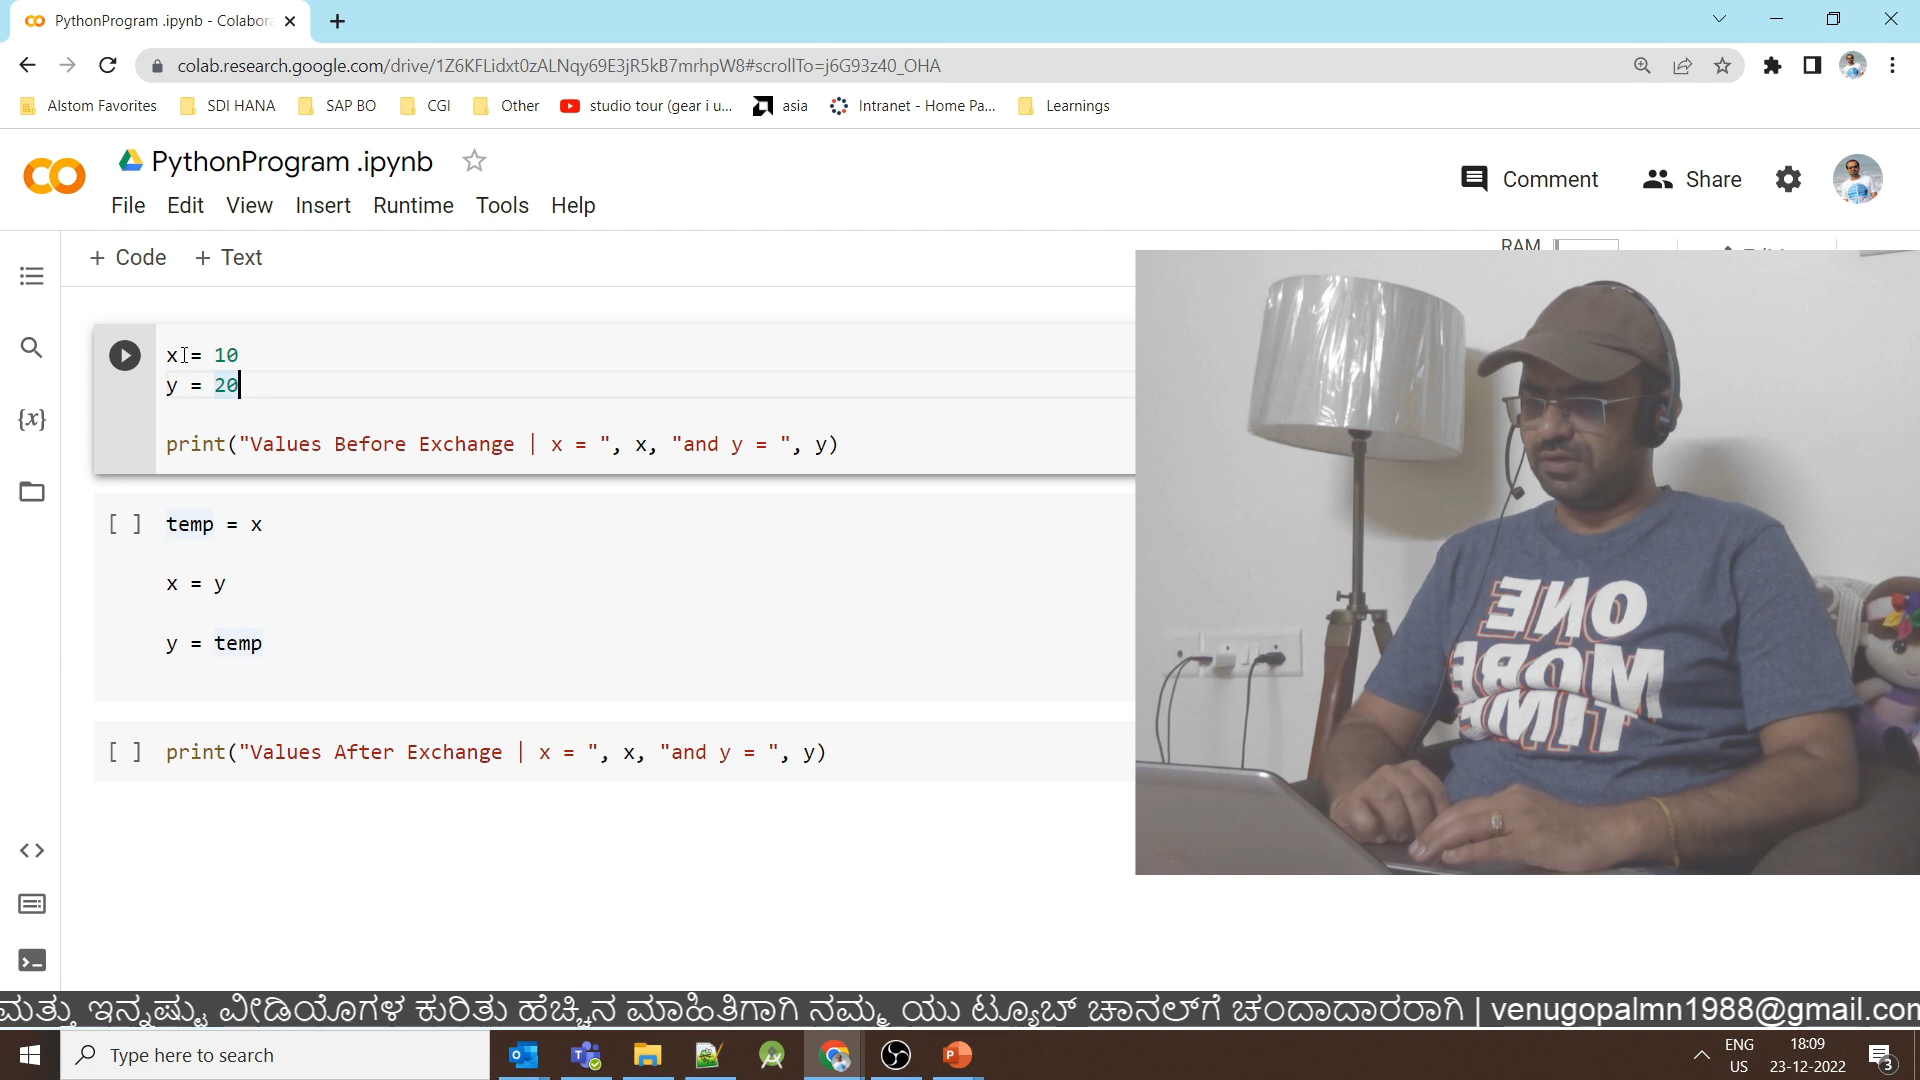 PythonProgram .ipynb - Colabora
colab.research.google.com/drive/1Z6KFLidxt0zALNqy69E3jR5kB7mrhpW8#scrollTo=j6G93z40_OHA
Alstom Favorites SDI HANA SAP BO CGI Other studio tour (gear i u... asia Intranet - Home Pa... Learnings
PythonProgram .ipynb
Comment Share
File Edit View Insert Runtime Tools Help
+ Code + Text
RAM
x = 10
y = 20
print("Values Before Exchange | x = ", x, "and y = ", y)
[ ] temp = x
x = y
y = temp
[ ] print("Values After Exchange | x = ", x, "and y = ", y)
ONE
MORE
TIME
ಮತ್ತು ಇನ್ನಷ್ಟು ವೀಡಿಯೊಗಳ ಕುರಿತು ಹೆಚ್ಚಿನ ಮಾಹಿತಿಗಾಗಿ ನಮ್ಮ ಯು ಟ್ಯೂಬ್ ಚಾನಲ್‌ಗೆ ಚಂದಾದಾರರಾಗಿ | venugopalmn1988@gmail.con
Type here to search
ENG
US
18:09
23-12-2022
3